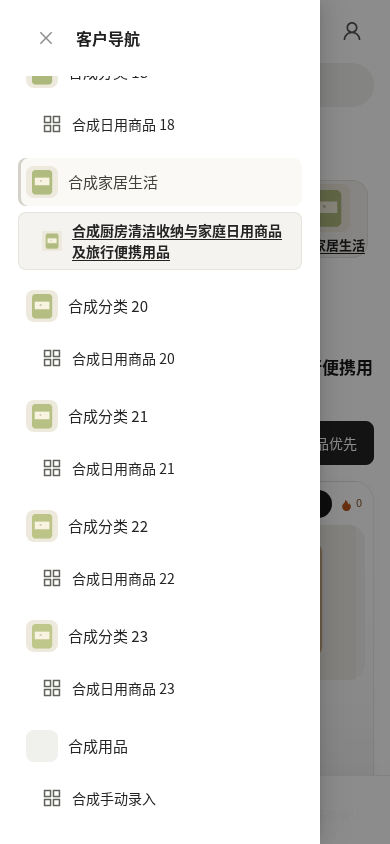 客户导航
合成日用商品 18
合成家居生活
合成厨房清洁收纳与家庭日用商品
及旅行便携用品
合成分类 20
合成日用商品 20
合成分类 21
合成日用商品 21
合成分类 22
合成日用商品 22
合成分类 23
合成日用商品 23
合成用品
合成手动录入
家居生活
便携用
品优先
0